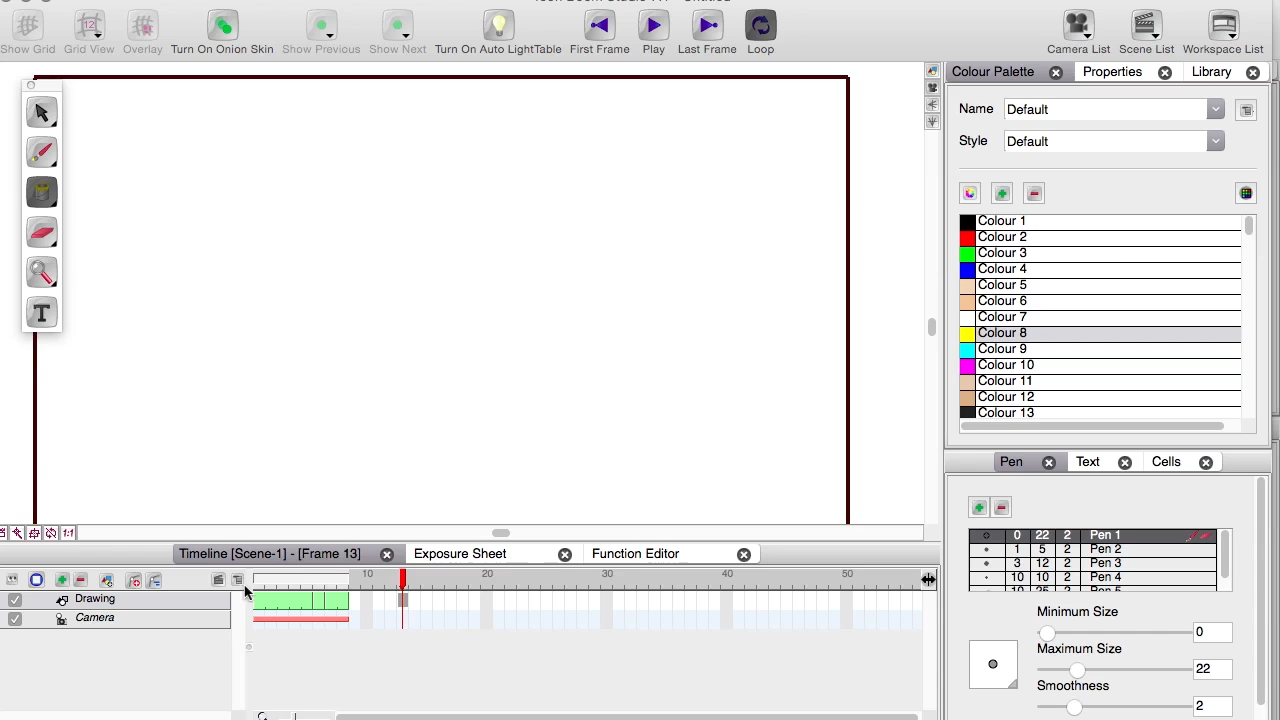 Show Grid Grid View Overlay Turn On Onion Skin Show Previous Show Next Turn On Auto LightTable First Frame Play Last Frame Loop Camera List Scene List Workspace List
12
Colour Palette Properties Library
Name Default
Style Default
Colour 1
Colour 2
Colour 3
Colour 4
Colour 5
Colour 6
Colour 7
Colour 8
Colour 9
Colour 10
Colour 11
Colour 12
Colour 13
T
Pen Text Cells
0 22 2 Pen 1
1 5 2 Pen 2
3 12 2 Pen 3
10 10 2 Pen 4
Minimum Size
0
Maximum Size
22
Smoothness
2
1:1
Timeline [Scene-1] - [Frame 13] Exposure Sheet Function Editor
10 20 30 40 50
Drawing
Camera